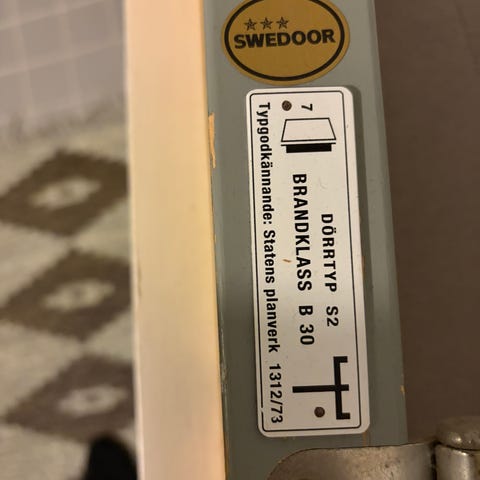 SWEDOOR
7
DÖRRTYP S2
BRANDKLASS B 30
Typgodkännande: Statens planverk 1312/73